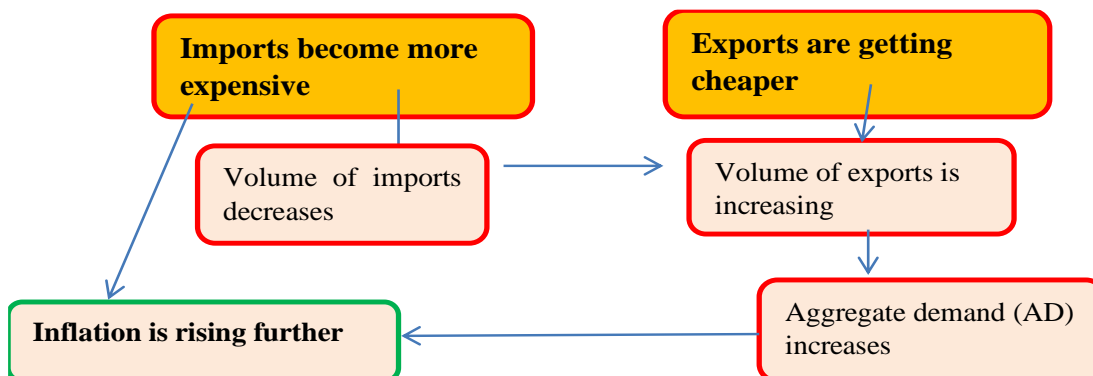 Imports become more
expensive
Exports are getting
cheaper
Volume of imports
decreases
Volume of exports is
increasing
Inflation is rising further
Aggregate demand (AD)
increases